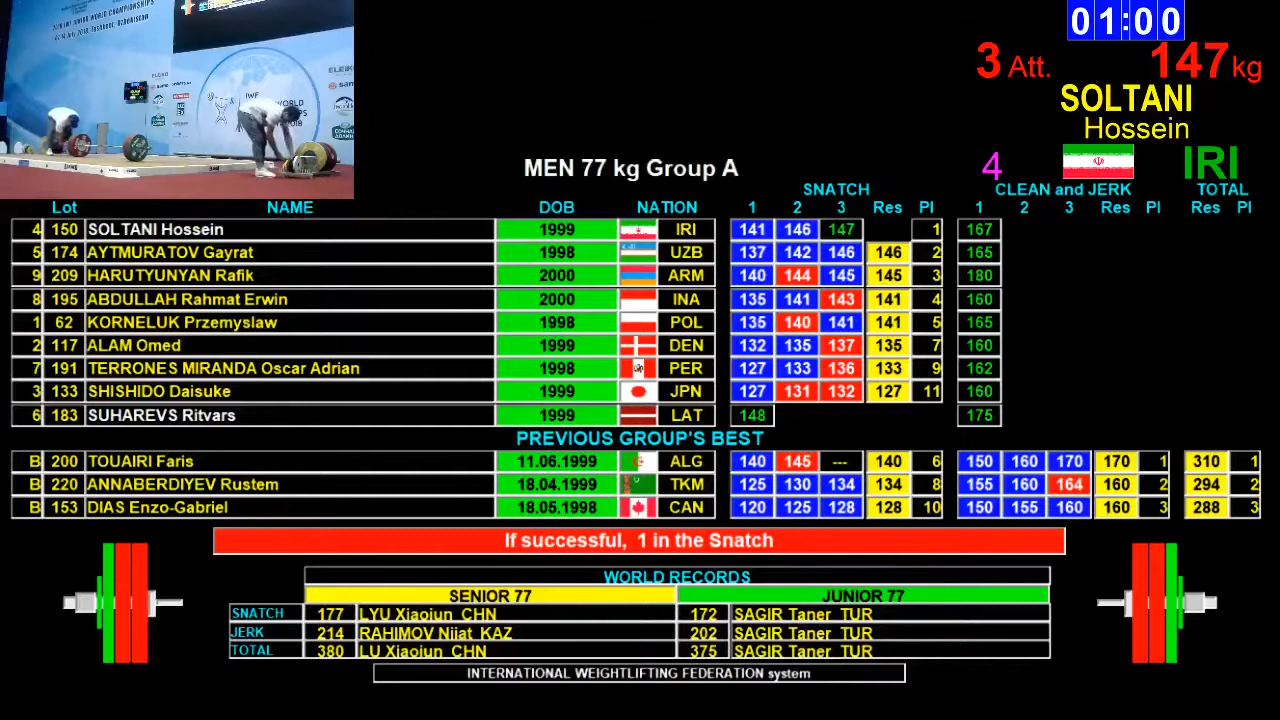 2018 IWF JUNIOR WORLD CHAMPIONSHIPS
Tashkent, Uzbekistan
ELEIKO
IWF WORLD
01:00
3 Att. 147 kg
SOLTANI
Hossein
4 IRI
MEN 77 kg Group A
SNATCH CLEAN and JERK TOTAL
Lot NAME DOB NATION 1 2 3 Res Pl 1 2 3 Res Pl Res Pl
4 150 SOLTANI Hossein 1999 IRI 141 146 147 1 167
5 174 AYTMURATOV Gayrat 1998 UZB 137 142 146 146 2 165
9 209 HARUTYUNYAN Rafik 2000 ARM 140 144 145 145 3 180
8 195 ABDULLAH Rahmat Erwin 2000 INA 135 141 143 141 4 160
1 62 KORNELUK Przemyslaw 1998 POL 135 140 141 141 5 165
2 117 ALAM Omed 1999 DEN 132 135 137 135 7 160
7 191 TERRONES MIRANDA Oscar Adrian 1998 PER 127 133 136 133 9 162
3 133 SHISHIDO Daisuke 1999 JPN 127 131 132 127 11 160
6 183 SUHAREVS Ritvars 1999 LAT 148 175
PREVIOUS GROUP'S BEST
B 200 TOUAIRI Faris 11.06.1999 ALG 140 145 --- 140 6 150 160 170 170 1 310 1
B 220 ANNABERDIYEV Rustem 18.04.1999 TKM 125 130 134 134 8 155 160 164 160 2 294 2
B 153 DIAS Enzo-Gabriel 18.05.1998 CAN 120 125 128 128 10 150 155 160 160 3 288 3
If successful, 1 in the Snatch
WORLD RECORDS
SENIOR 77 JUNIOR 77
SNATCH 177 LYU Xiaojun CHN 172 SAGIR Taner TUR
JERK 214 RAHIMOV Nijat KAZ 202 SAGIR Taner TUR
TOTAL 380 LU Xiaojun CHN 375 SAGIR Taner TUR
INTERNATIONAL WEIGHTLIFTING FEDERATION system